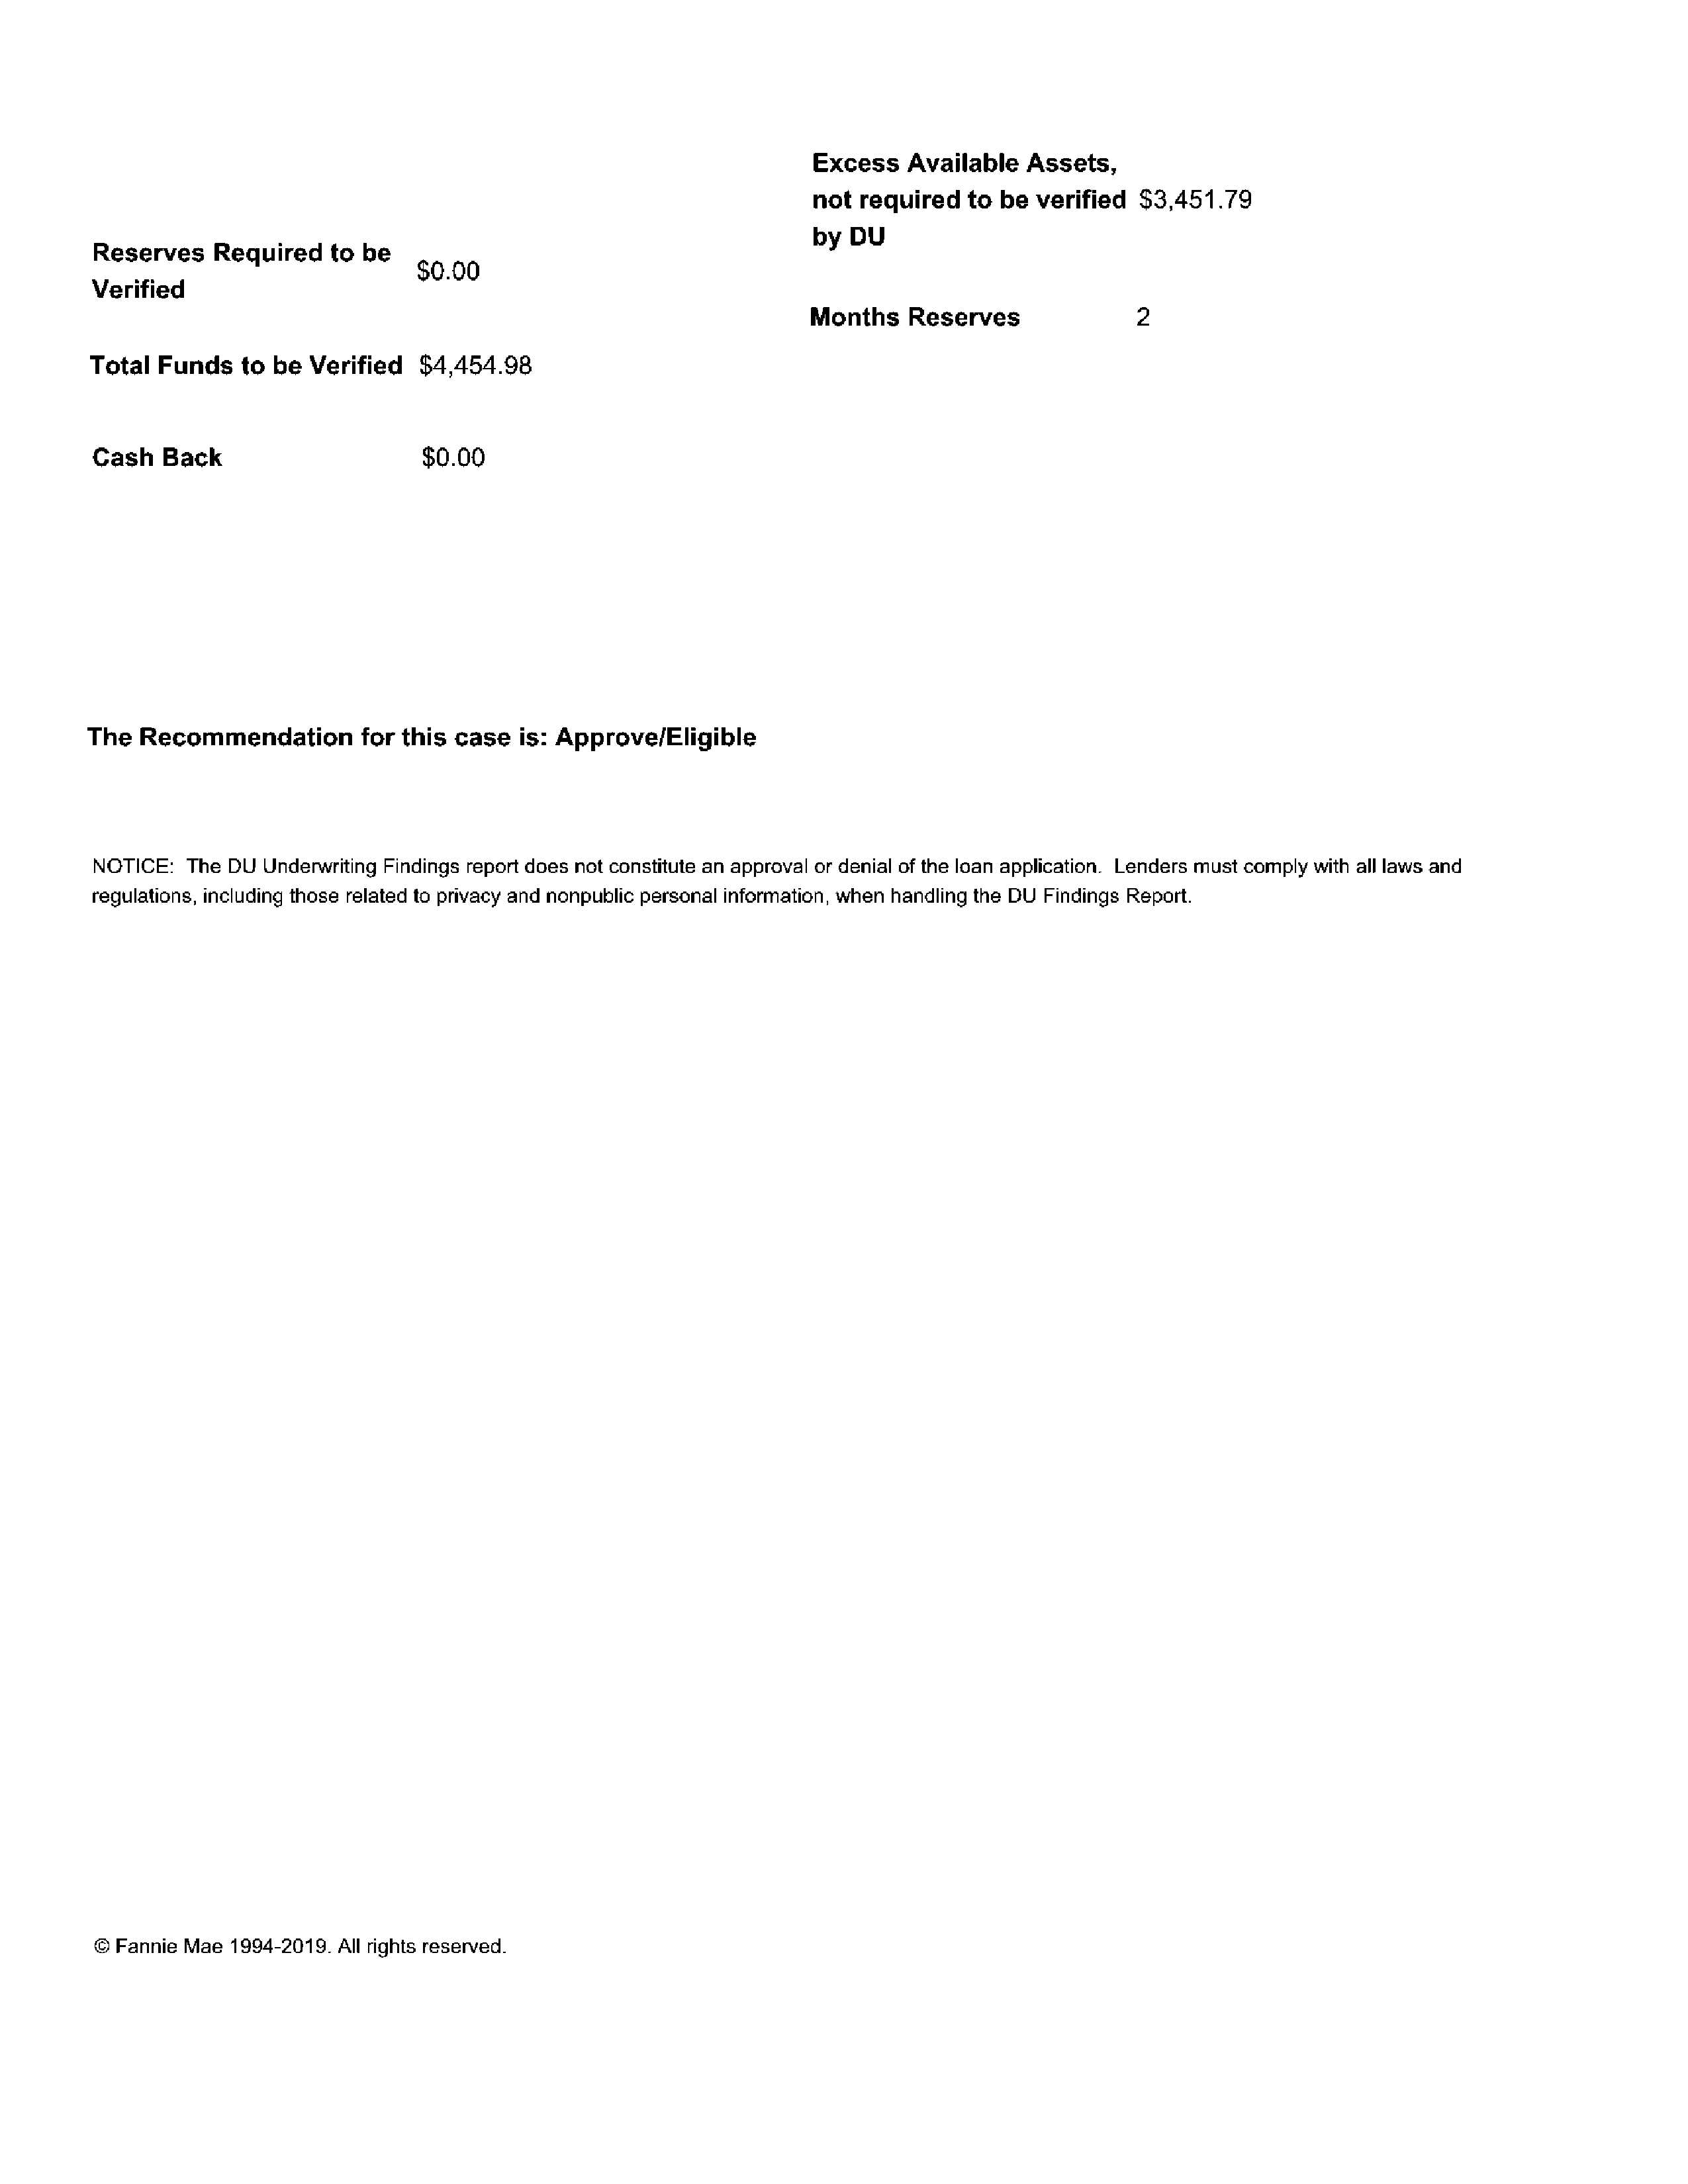 Excess Available Assets,
not required to be verified $3,451.79
by DU
Reserves Required to be
$0.00
Verified
Months Reserves 2
Total Funds to be Verified $4,454.98
Cash Back $0.00
The Recommendation for this case is: Approve/Eligible
NOTICE: The DU Underwriting Findings report does not constitute an approval or denial of the loan application. Lenders must comply with all laws and
regulations, including those related to privacy and nonpublic personal information, when handling the DU Findings Report.
© Fannie Mae 1994-2019. All rights reserved.